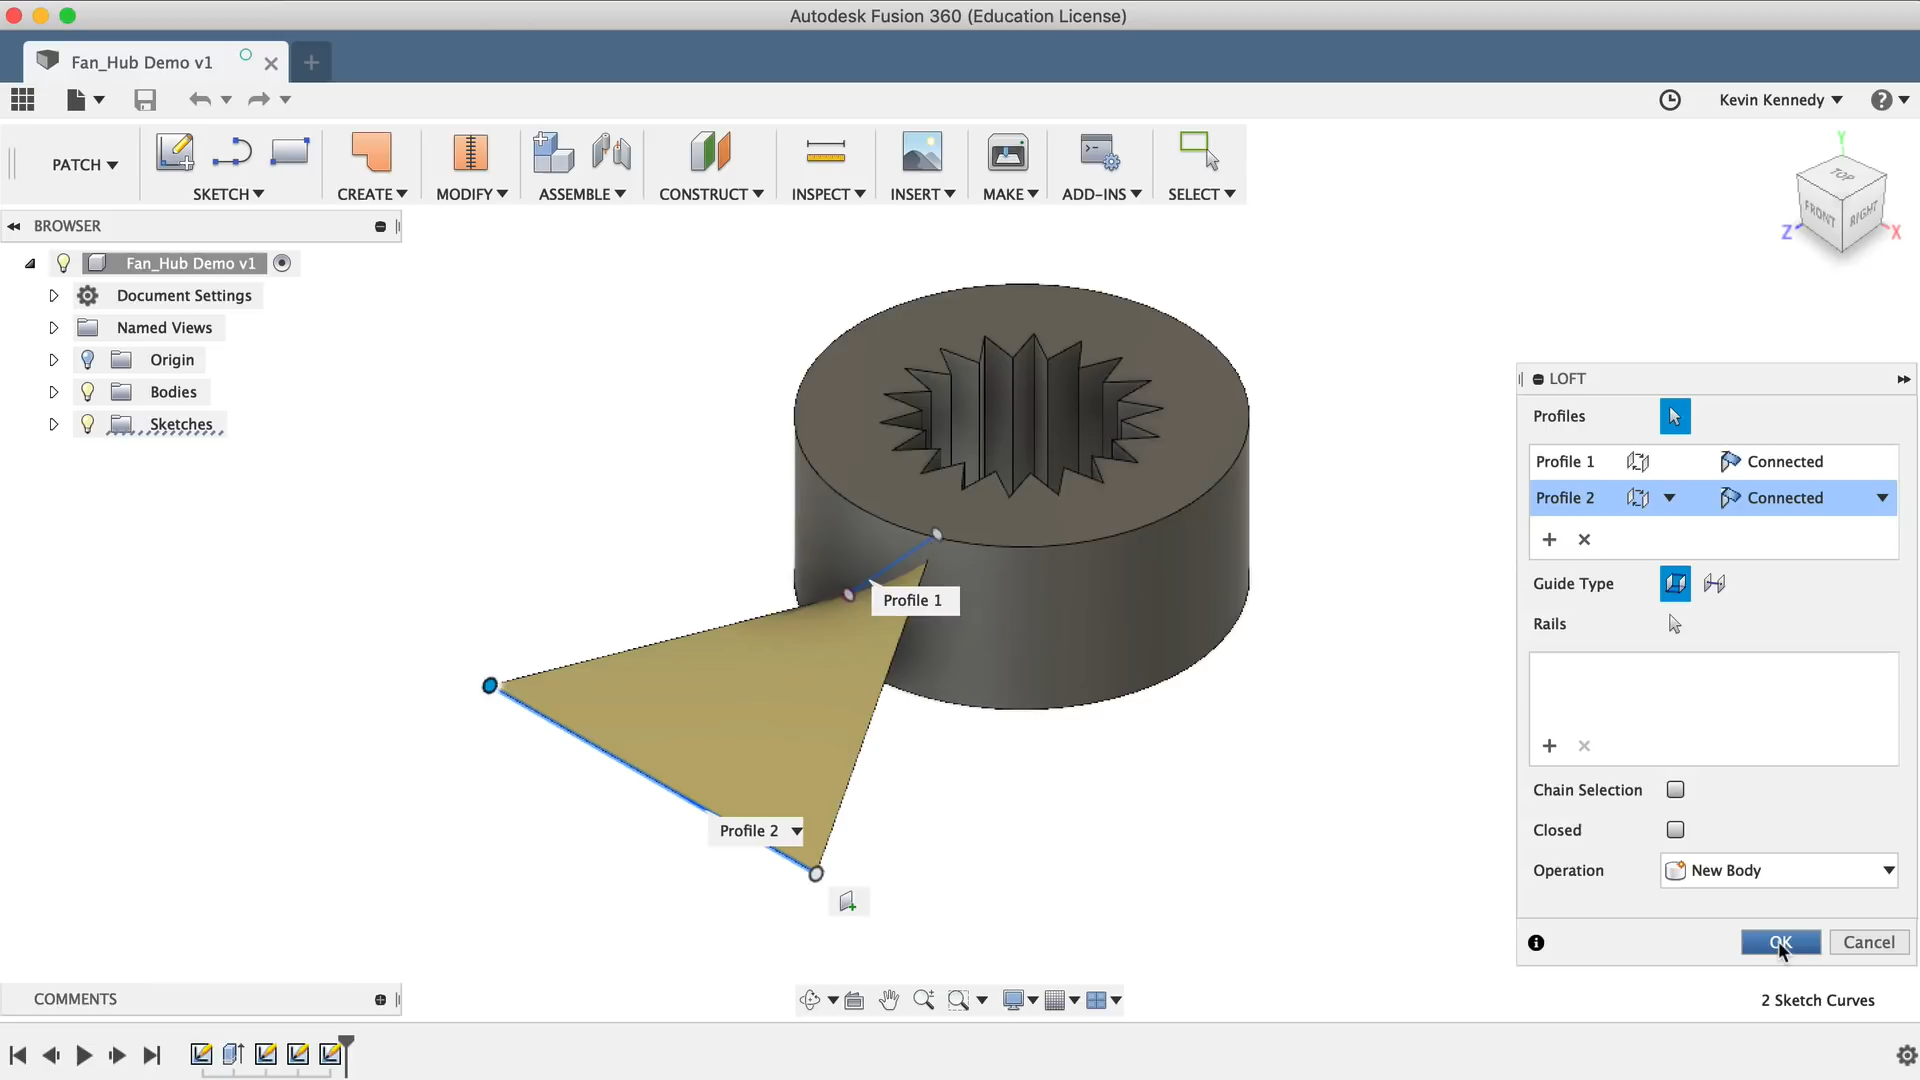 Autodesk Fusion 360 (Education License)
Fan_Hub Demo v1
Kevin Kennedy
PATCH
SKETCH
CREATE
MODIFY
ASSEMBLE
CONSTRUCT
INSPECT
INSERT
MAKE
ADD-INS
SELECT
Y
TOP
FRONT
RIGHT
Z
X
BROWSER
Fan_Hub Demo v1
Document Settings
Named Views
Origin
Bodies
Sketches
Profile 1
Profile 2
LOFT
Profiles
Profile 1 Connected
Profile 2 Connected
Guide Type
Rails
Chain Selection
Closed
Operation New Body
OK Cancel
COMMENTS
2 Sketch Curves